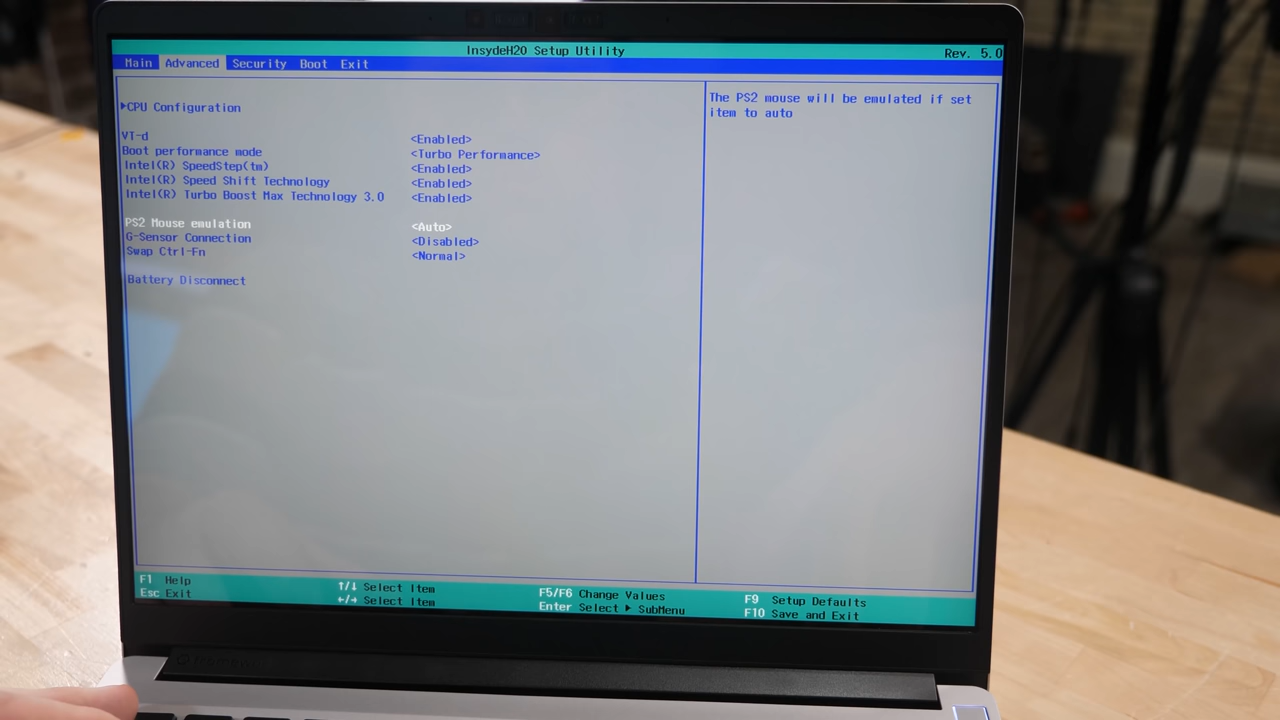 InsydeH20 Setup Utility
Rev. 5.0
Main Advanced Security Boot Exit
CPU Configuration
VT-d <Enabled>
Boot performance mode <Turbo Performance>
Intel(R) SpeedStep(tm) <Enabled>
Intel(R) Speed Shift Technology <Enabled>
Intel(R) Turbo Boost Max Technology 3.0 <Enabled>
PS2 Mouse emulation <Auto>
G-Sensor Connection <Disabled>
Swap Ctrl-Fn <Normal>
Battery Disconnect
The PS2 mouse will be emulated if set
item to auto
F1 Help ↑/↓ Select Item F5/F6 Change Values F9 Setup Defaults
Esc Exit ←/→ Select Item Enter Select ▶ SubMenu F10 Save and Exit